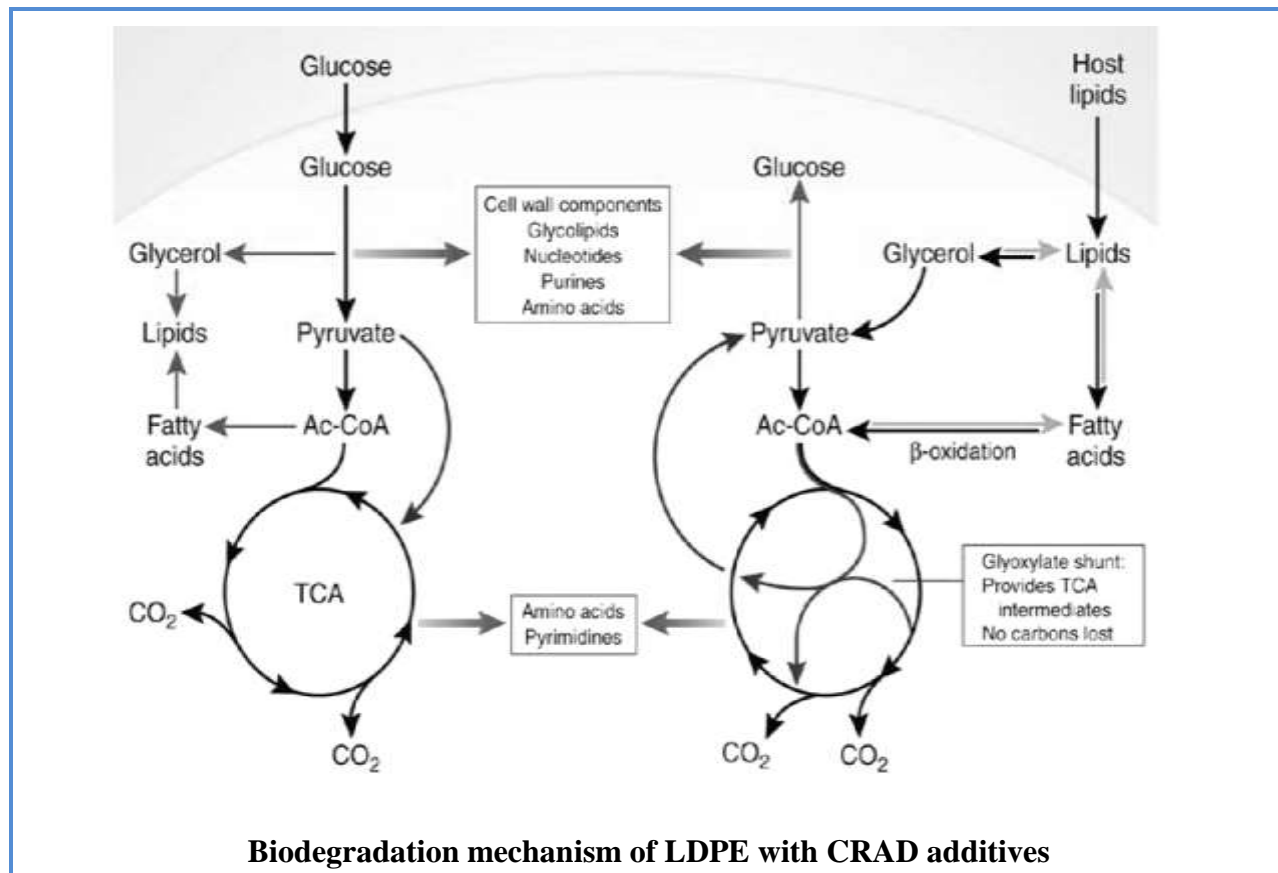 Glucose
Host
lipids
Glucose
Glucose
Cell wall components
Glycolipids
Nucleotides
Purines
Amino acids
Glycerol
Glycerol
Lipids
Lipids
Pyruvate
Pyruvate
Fatty
acids
Ac-CoA
Ac-CoA
β-oxidation
Fatty
acids
TCA
CO2
Amino acids
Pyrimidines
Glyoxylate shunt:
Provides TCA
intermediates
No carbons lost
CO2
CO2
CO2
Biodegradation mechanism of LDPE with CRAD additives